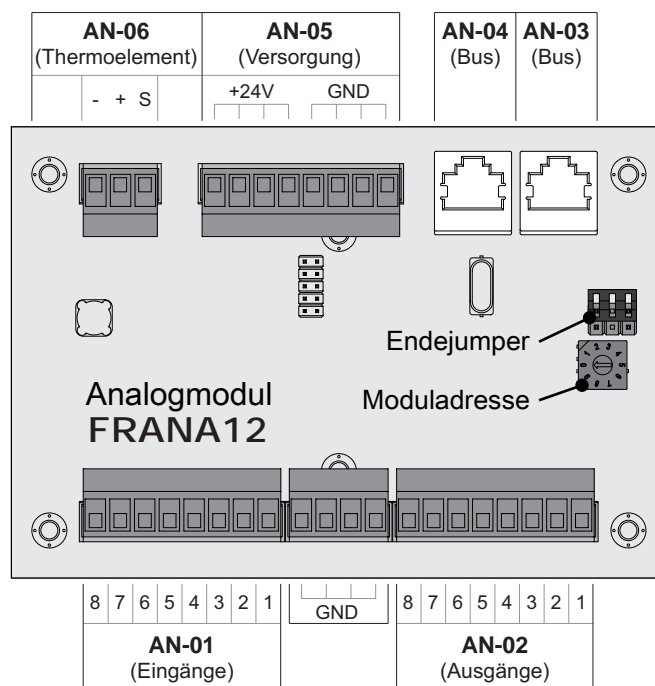 AN-06 AN-05 AN-04 AN-03
(Thermoelement) (Versorgung) (Bus) (Bus)
- + S +24V GND
Endejumper
Moduladresse
Analogmodul
FRANA12
8 7 6 5 4 3 2 1 GND 8 7 6 5 4 3 2 1
AN-01 AN-02
(Eingänge) (Ausgänge)